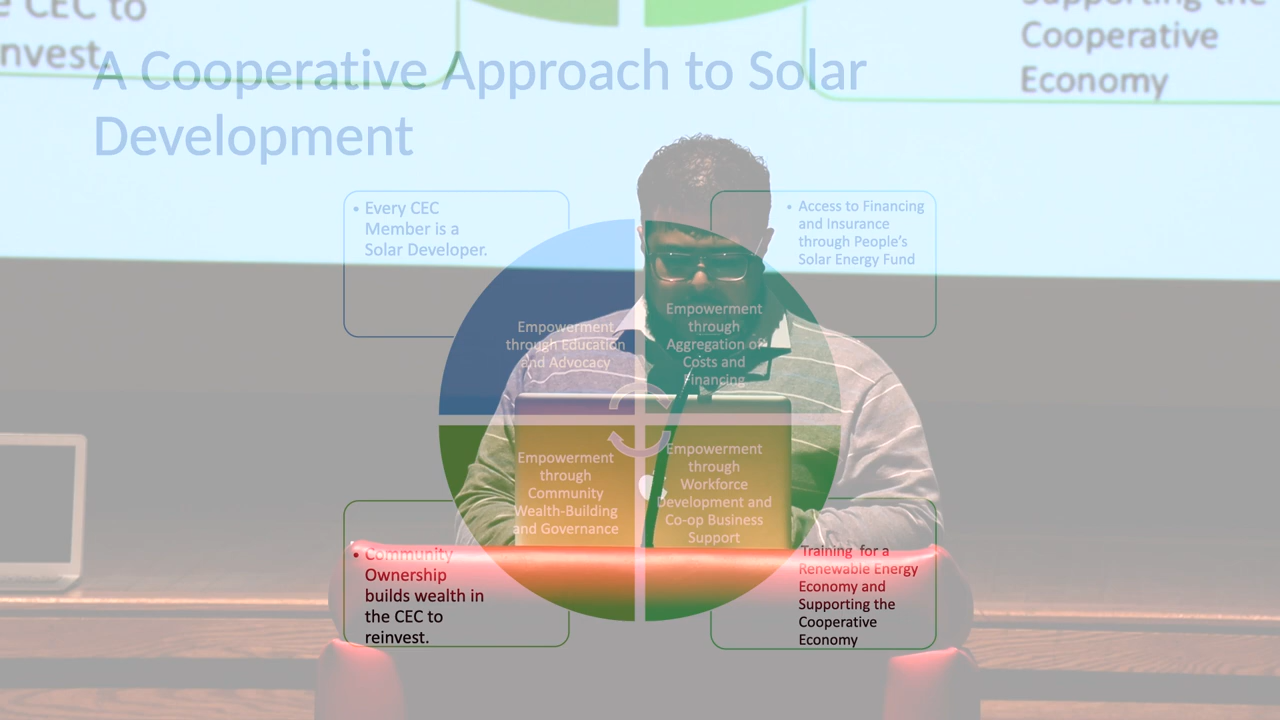 e CEC to
invest.
Supporting the
Cooperative
Economy
A Cooperative Approach to Solar
Development
• Every CEC
Member is a
Solar Developer.
• Access to Financing
and Insurance
through People's
Solar Energy Fund
Empowerment
through Education
and Advocacy
Empowerment
through
Aggregation of
Costs and
Financing
Empowerment
through
Community
Wealth-Building
and Governance
Empowerment
through
Workforce
Development and
Co-op Business
Support
• Community
Ownership
builds wealth in
the CEC to
reinvest.
Training for a
Renewable Energy
Economy and
Supporting the
Cooperative
Economy